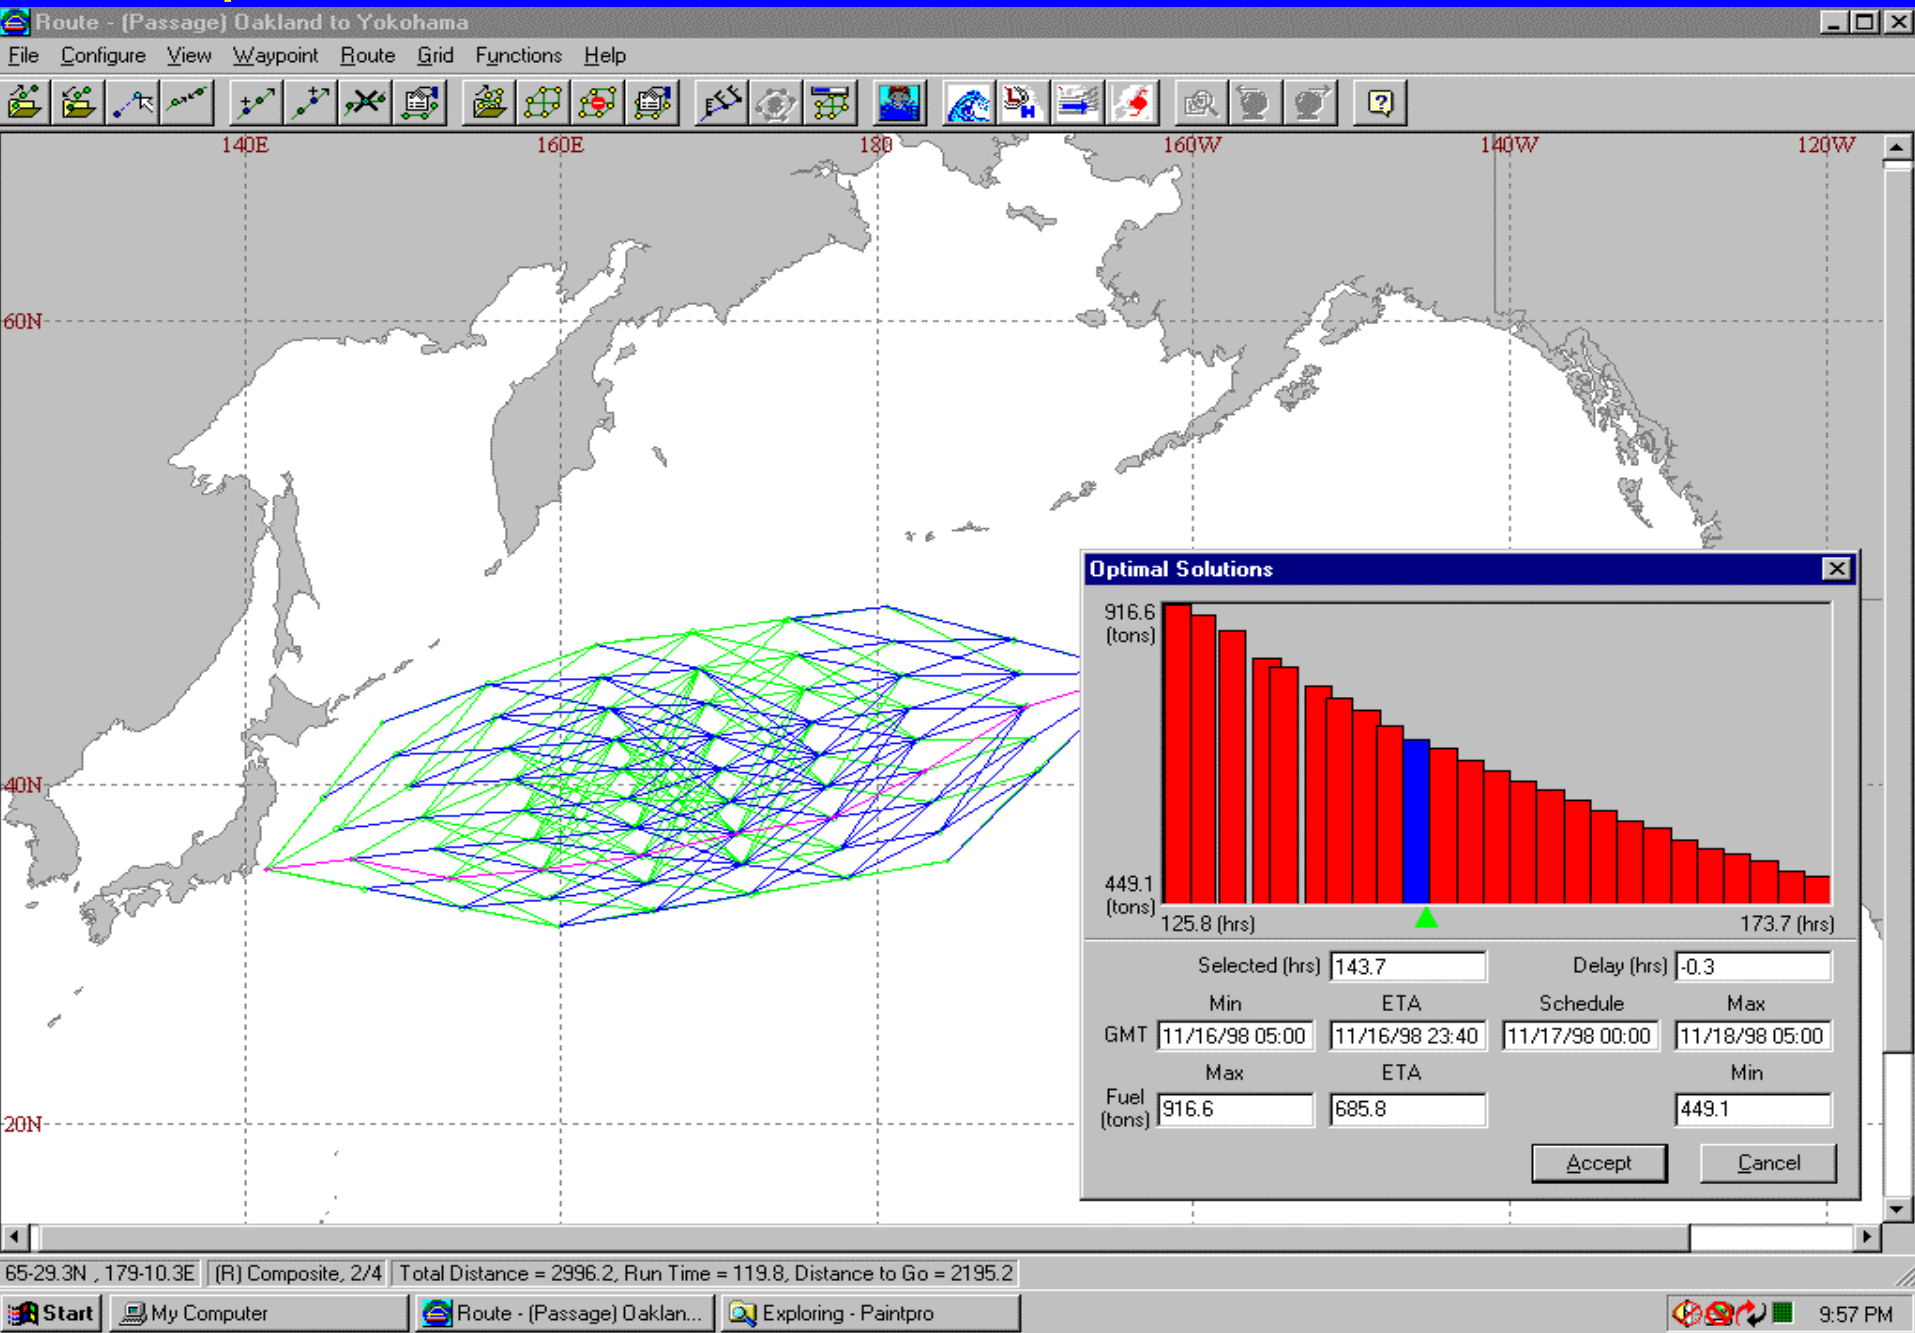 Route - (Passage) Oakland to Yokohama
File Configure View Waypoint Route Grid Functions Help
140E 160E 180 160W 140W 120W
60N
40N
20N
Optimal Solutions
916.6
(tons)
449.1
(tons)
125.8 (hrs) 173.7 (hrs)
Selected (hrs) 143.7 Delay (hrs) -0.3
Min ETA Schedule Max
GMT 11/16/98 05:00 11/16/98 23:40 11/17/98 00:00 11/18/98 05:00
Max ETA Min
Fuel
(tons) 916.6 685.8 449.1
Accept Cancel
65-29.3N , 179-10.3E (R) Composite, 2/4 Total Distance = 2996.2, Run Time = 119.8, Distance to Go = 2195.2
Start My Computer Route - (Passage) Oaklan... Exploring - Paintpro 9:57 PM